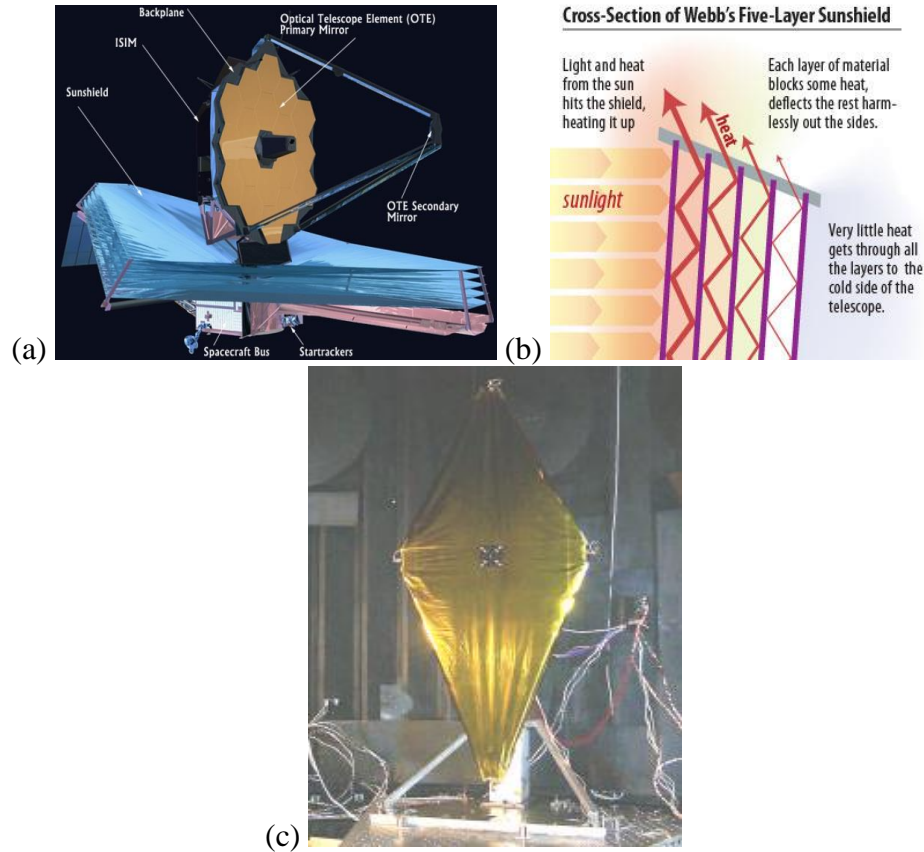 Backplane
Optical Telescope Element (OTE)
Primary Mirror
ISIM
Sunshield
OTE Secondary
Mirror
Spacecraft Bus
Startrackers
(a)
Cross-Section of Webb's Five-Layer Sunshield
Light and heat
from the sun
hits the shield,
heating it up
Each layer of material
blocks some heat,
deflects the rest harm-
lessly out the sides.
heat
sunlight
Very little heat
gets through all
the layers to the
cold side of the
telescope.
(b)
(c)